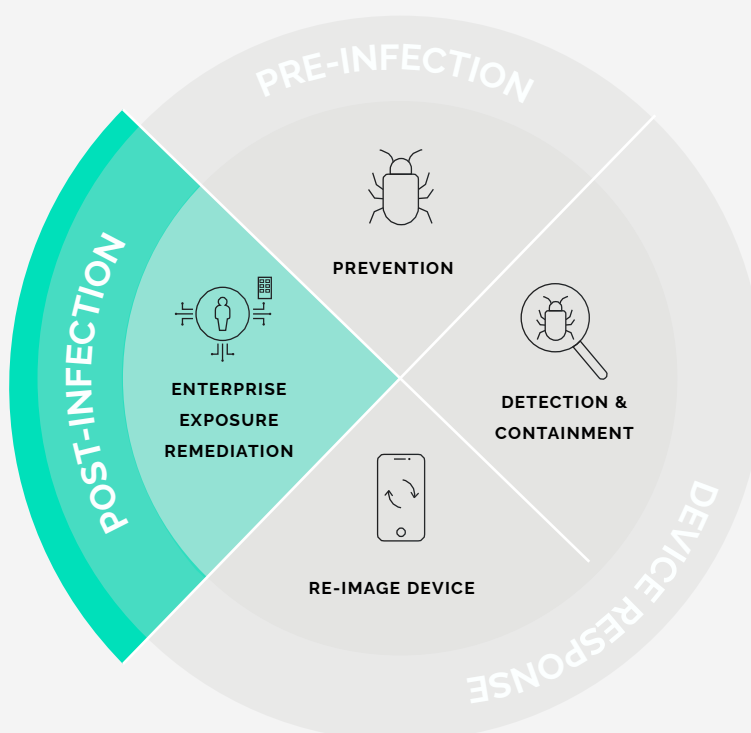 PRE-INFECTION
PREVENTION
POST-INFECTION
ENTERPRISE
EXPOSURE
REMEDIATION
DETECTION &
CONTAINMENT
RE-IMAGE DEVICE
DEVICE RESPONSE